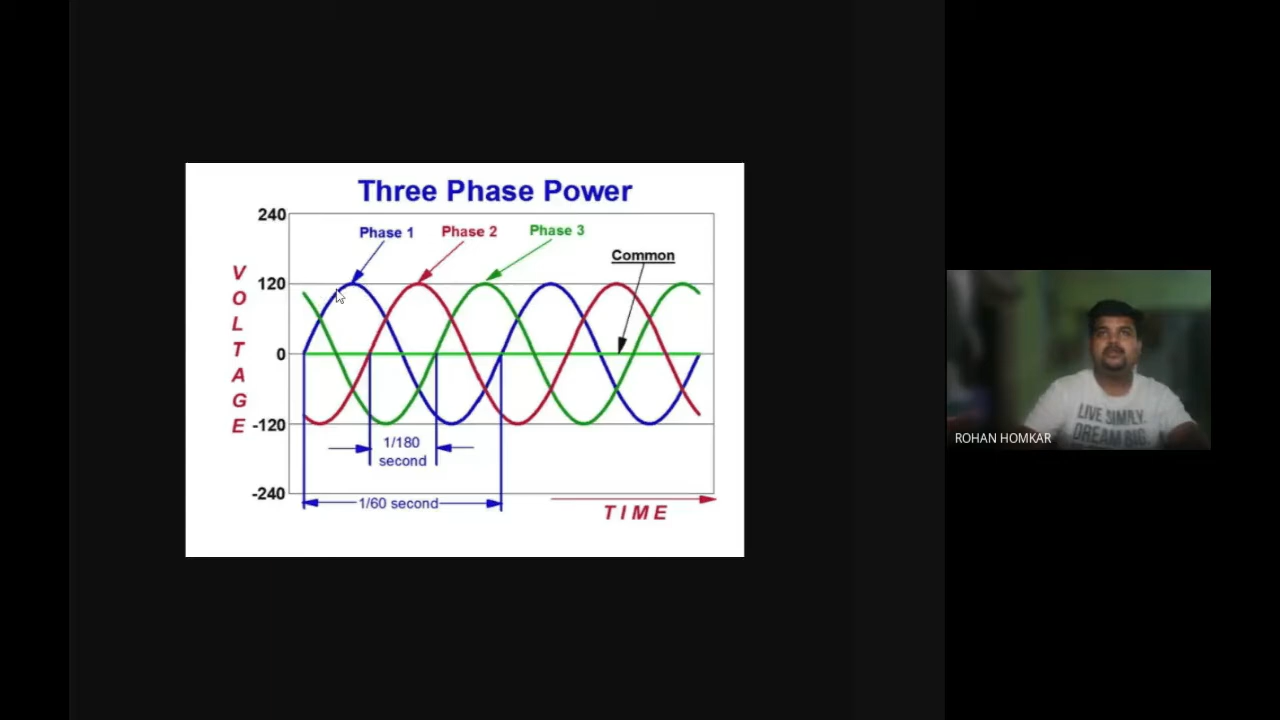 Three Phase Power
240
Phase 1
Phase 2
Phase 3
Common
120
0
-120
-240
VOLTAGE
1/180
second
1/60 second
TIME
LIVE SIMPLY.
DREAM BIG.
ROHAN HOMKAR